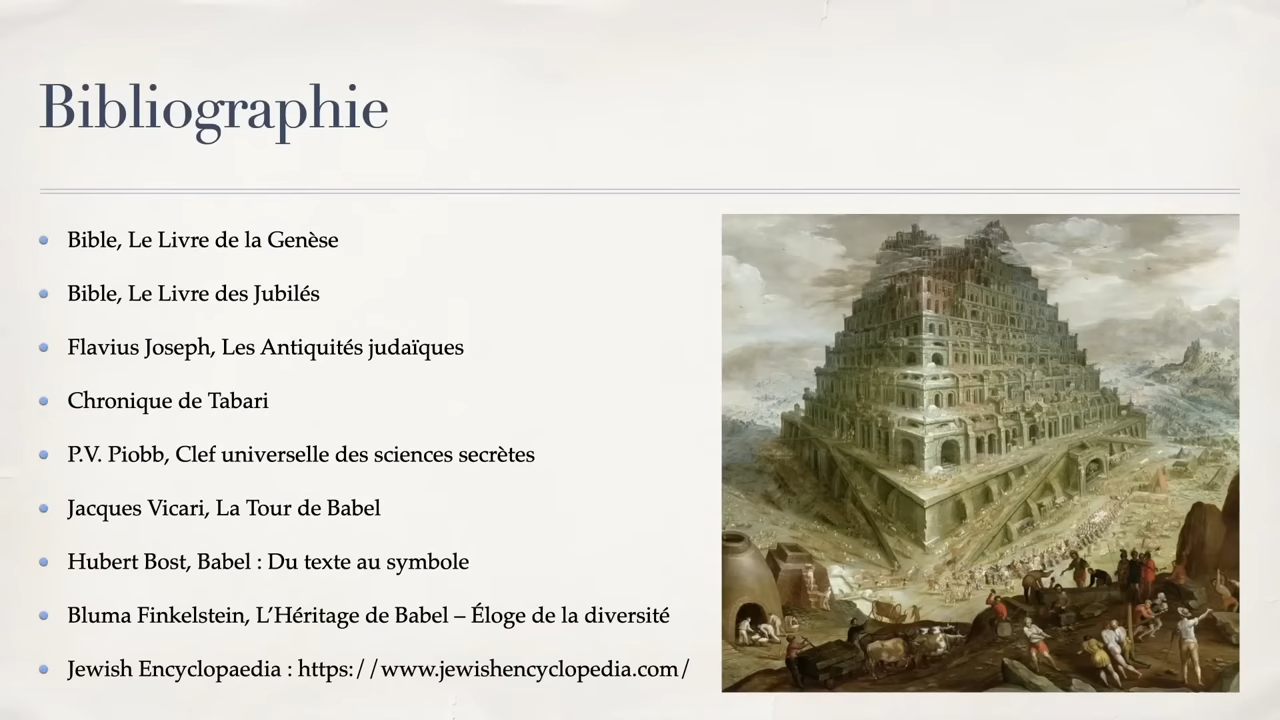 Bibliographie
Bible, Le Livre de la Genèse
Bible, Le Livre des Jubilés
Flavius Joseph, Les Antiquités judaïques
Chronique de Tabari
P.V. Piobb, Clef universelle des sciences secrètes
Jacques Vicari, La Tour de Babel
Hubert Bost, Babel : Du texte au symbole
Bluma Finkelstein, L’Héritage de Babel – Éloge de la diversité
Jewish Encyclopaedia : https://www.jewishencyclopedia.com/